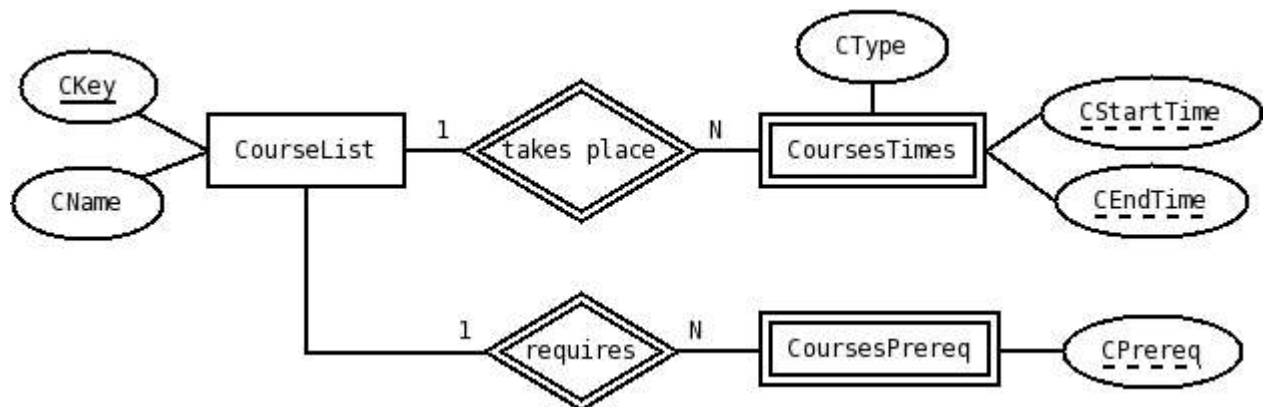 CType
CKey
CStartTime
1
N
CourseList
takes place
CoursesTimes
CName
CEndTime
1
N
requires
CoursesPrereq
CPrereq